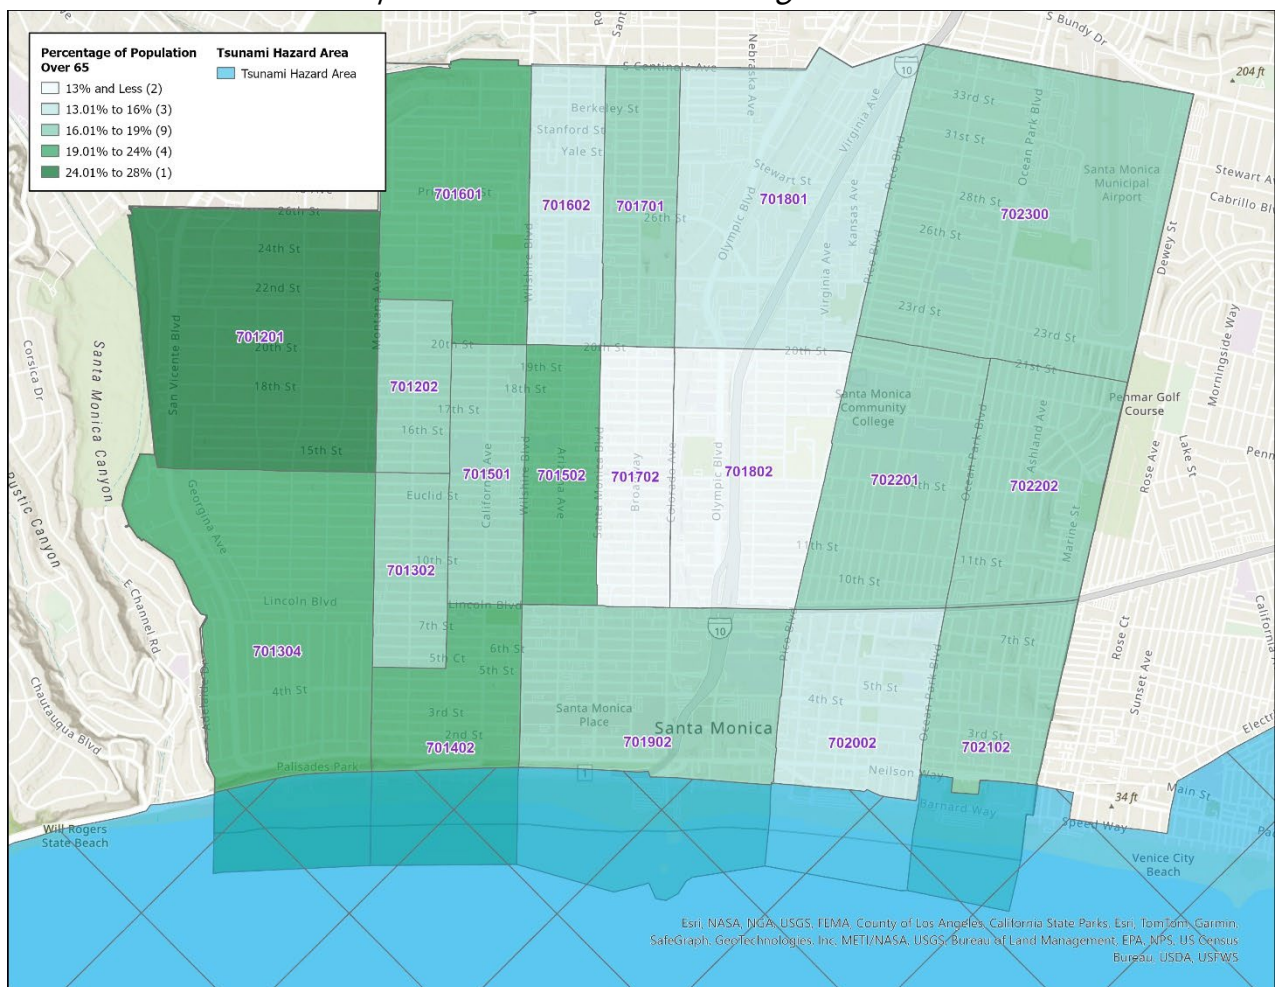 Percentage of Population
Over 65
13% and Less (2)
13.01% to 16% (3)
16.01% to 19% (9)
19.01% to 24% (4)
24.01% to 28% (1)
Tsunami Hazard Area
Tsunami Hazard Area
S Bundy Dr
204 ft
S Centinela Ave
Nebraska Ave
10
33rd St
Ocean Park Blvd
Berkeley St
Virginia Ave
31st St
Stanford St
Yale St
Pico Blvd
Stewart St
Santa Monica
Municipal
Airport
Stewart Av
Cabrillo Blv
701601
701602
701701
701801
702300
26th St
26th St
28th St
26th St
Olympic Blvd
Kansas Ave
Dewey St
24th St
22nd St
Wilshire Blvd
Montana Ave
Virginia Ave
Pico Blvd
23rd St
23rd St
Corsica Dr
Santa Monica Canyon
San Vicente Blvd
701201
20th St
20th St
20th St
20th St
21st St
Morningside Way
18th St
701202
19th St
18th St
17th St
16th St
15th St
Santa Monica
Community
College
Penmar Golf
Course
Ashland Ave
Ocean Park Blvd
Rose Ave
Lake St
Penn
Rustic Canyon
701501
701502
701702
701802
702201
702202
California Ave
Wilshire Blvd
Arizona Ave
Santa Monica Blvd
Broadway
Colorado Ave
Olympic Blvd
Georgina Ave
Euclid St
Marine St
11th St
11th St
10th St
10th St
701302
E Channel Rd
Lincoln Blvd
Lincoln Blvd
7th St
6th St
5th Ct
5th St
10
Pico Blvd
Ocean Park Blvd
7th St
Rose Ct
Sunset Ave
California A
701304
4th St
Chautauqua Blvd
3rd St
2nd St
701402
Santa Monica
Place
Santa Monica
701902
5th St
4th St
702002
3rd St
702102
Electr
Palisades Park
1
Neilson Way
Barnard Way
34 ft
Main St
Speed Way
Will Rogers
State Beach
Venice City
Beach
Esri, NASA, NGA, USGS, FEMA, County of Los Angeles, California State Parks, Esri, TomTom, Garmin,
SafeGraph, GeoTechnologies, Inc, METI/NASA, USGS, Bureau of Land Management, EPA, NPS, US Census
Bureau, USDA, USFWS